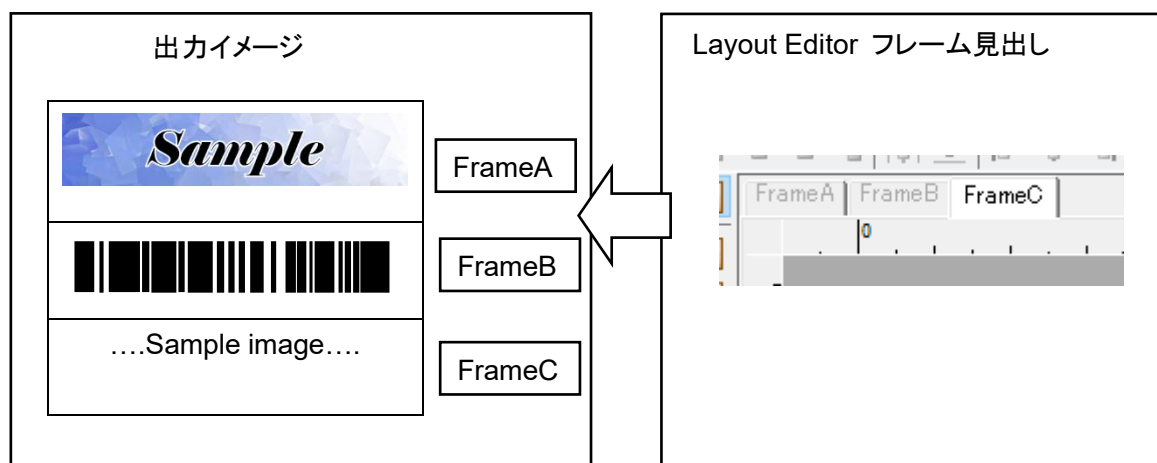 出力イメージ
Sample
FrameA
FrameB
….Sample image….
FrameC
Layout Editor フレーム見出し
FrameA FrameB FrameC
0